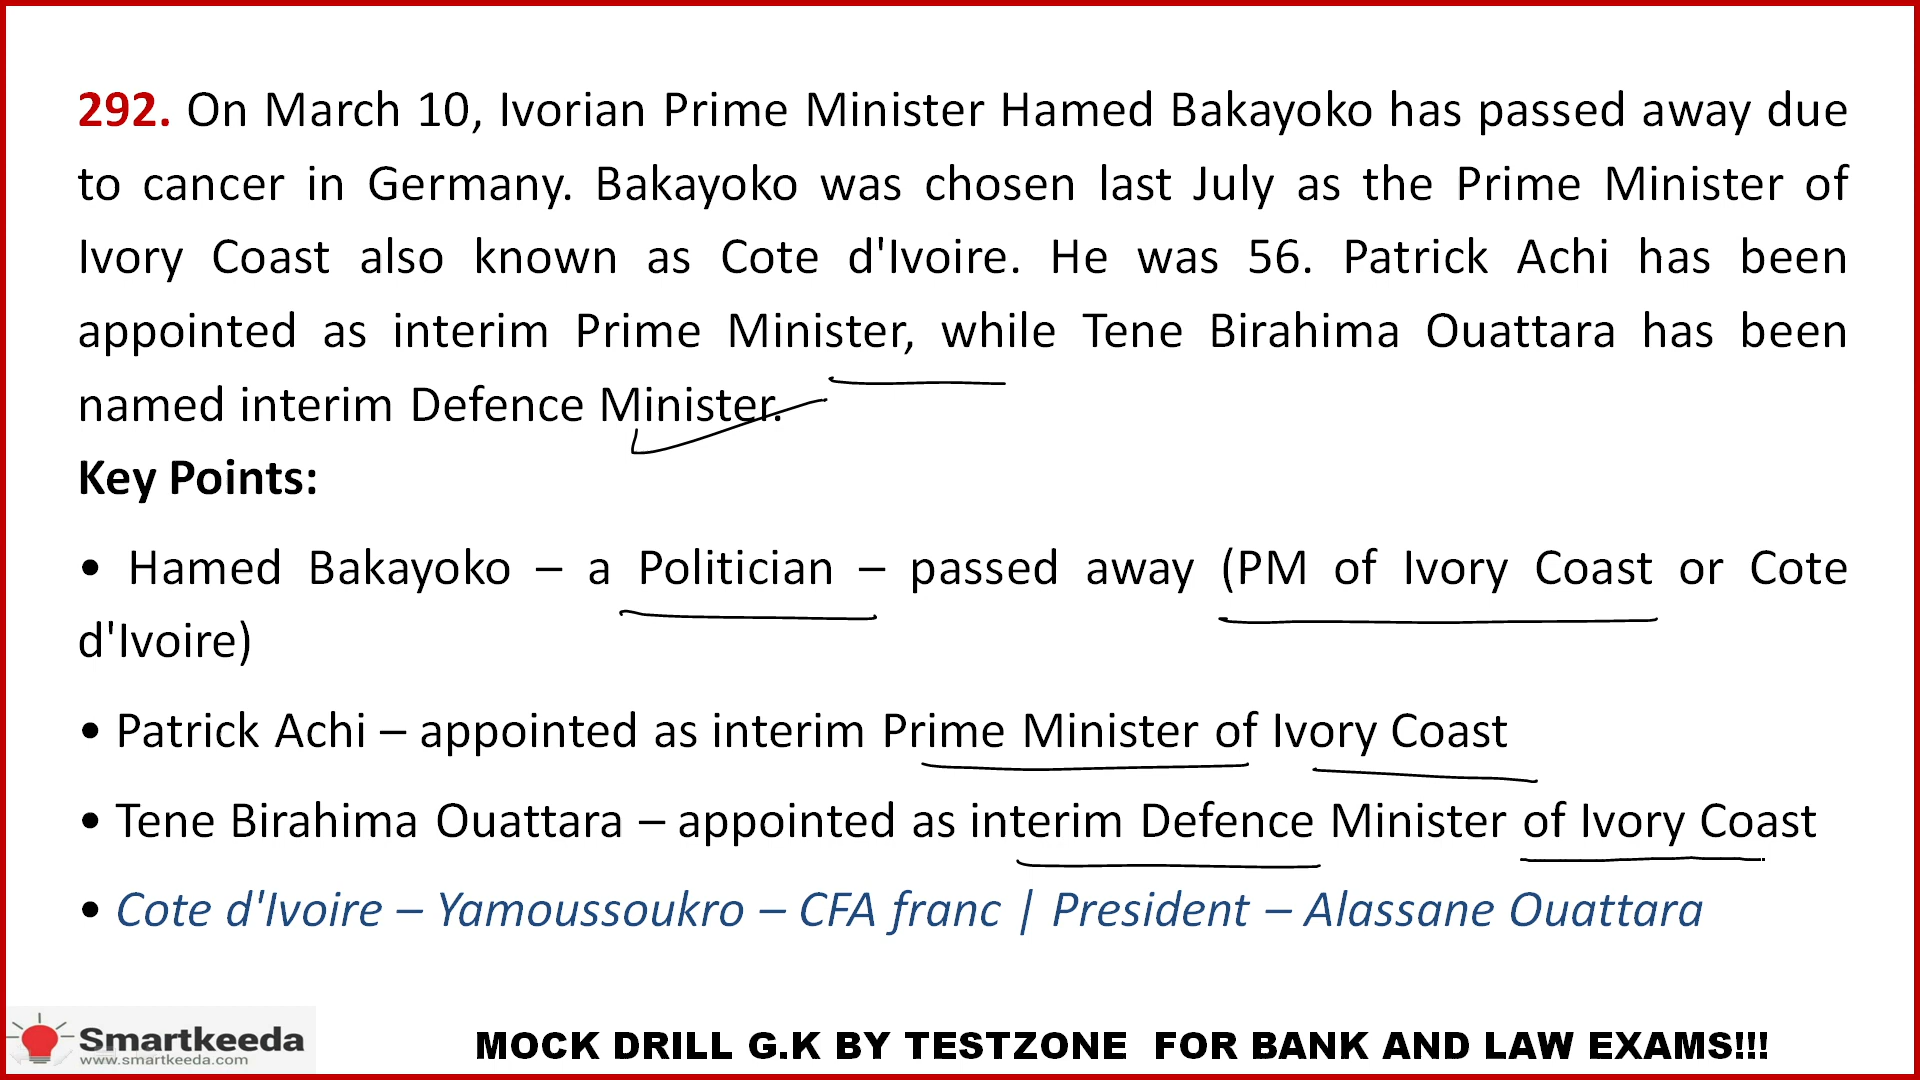 292. On March 10, Ivorian Prime Minister Hamed Bakayoko has passed away due
to cancer in Germany. Bakayoko was chosen last July as the Prime Minister of
Ivory Coast also known as Cote d'Ivoire. He was 56. Patrick Achi has been
appointed as interim Prime Minister, while Tene Birahima Ouattara has been
named interim Defence Minister.
Key Points:
• Hamed Bakayoko – a Politician – passed away (PM of Ivory Coast or Cote
d'Ivoire)
• Patrick Achi – appointed as interim Prime Minister of Ivory Coast
• Tene Birahima Ouattara – appointed as interim Defence Minister of Ivory Coast
• Cote d'Ivoire – Yamoussoukro – CFA franc | President – Alassane Ouattara
Smartkeeda
www.smartkeeda.com
MOCK DRILL G.K BY TESTZONE FOR BANK AND LAW EXAMS!!!